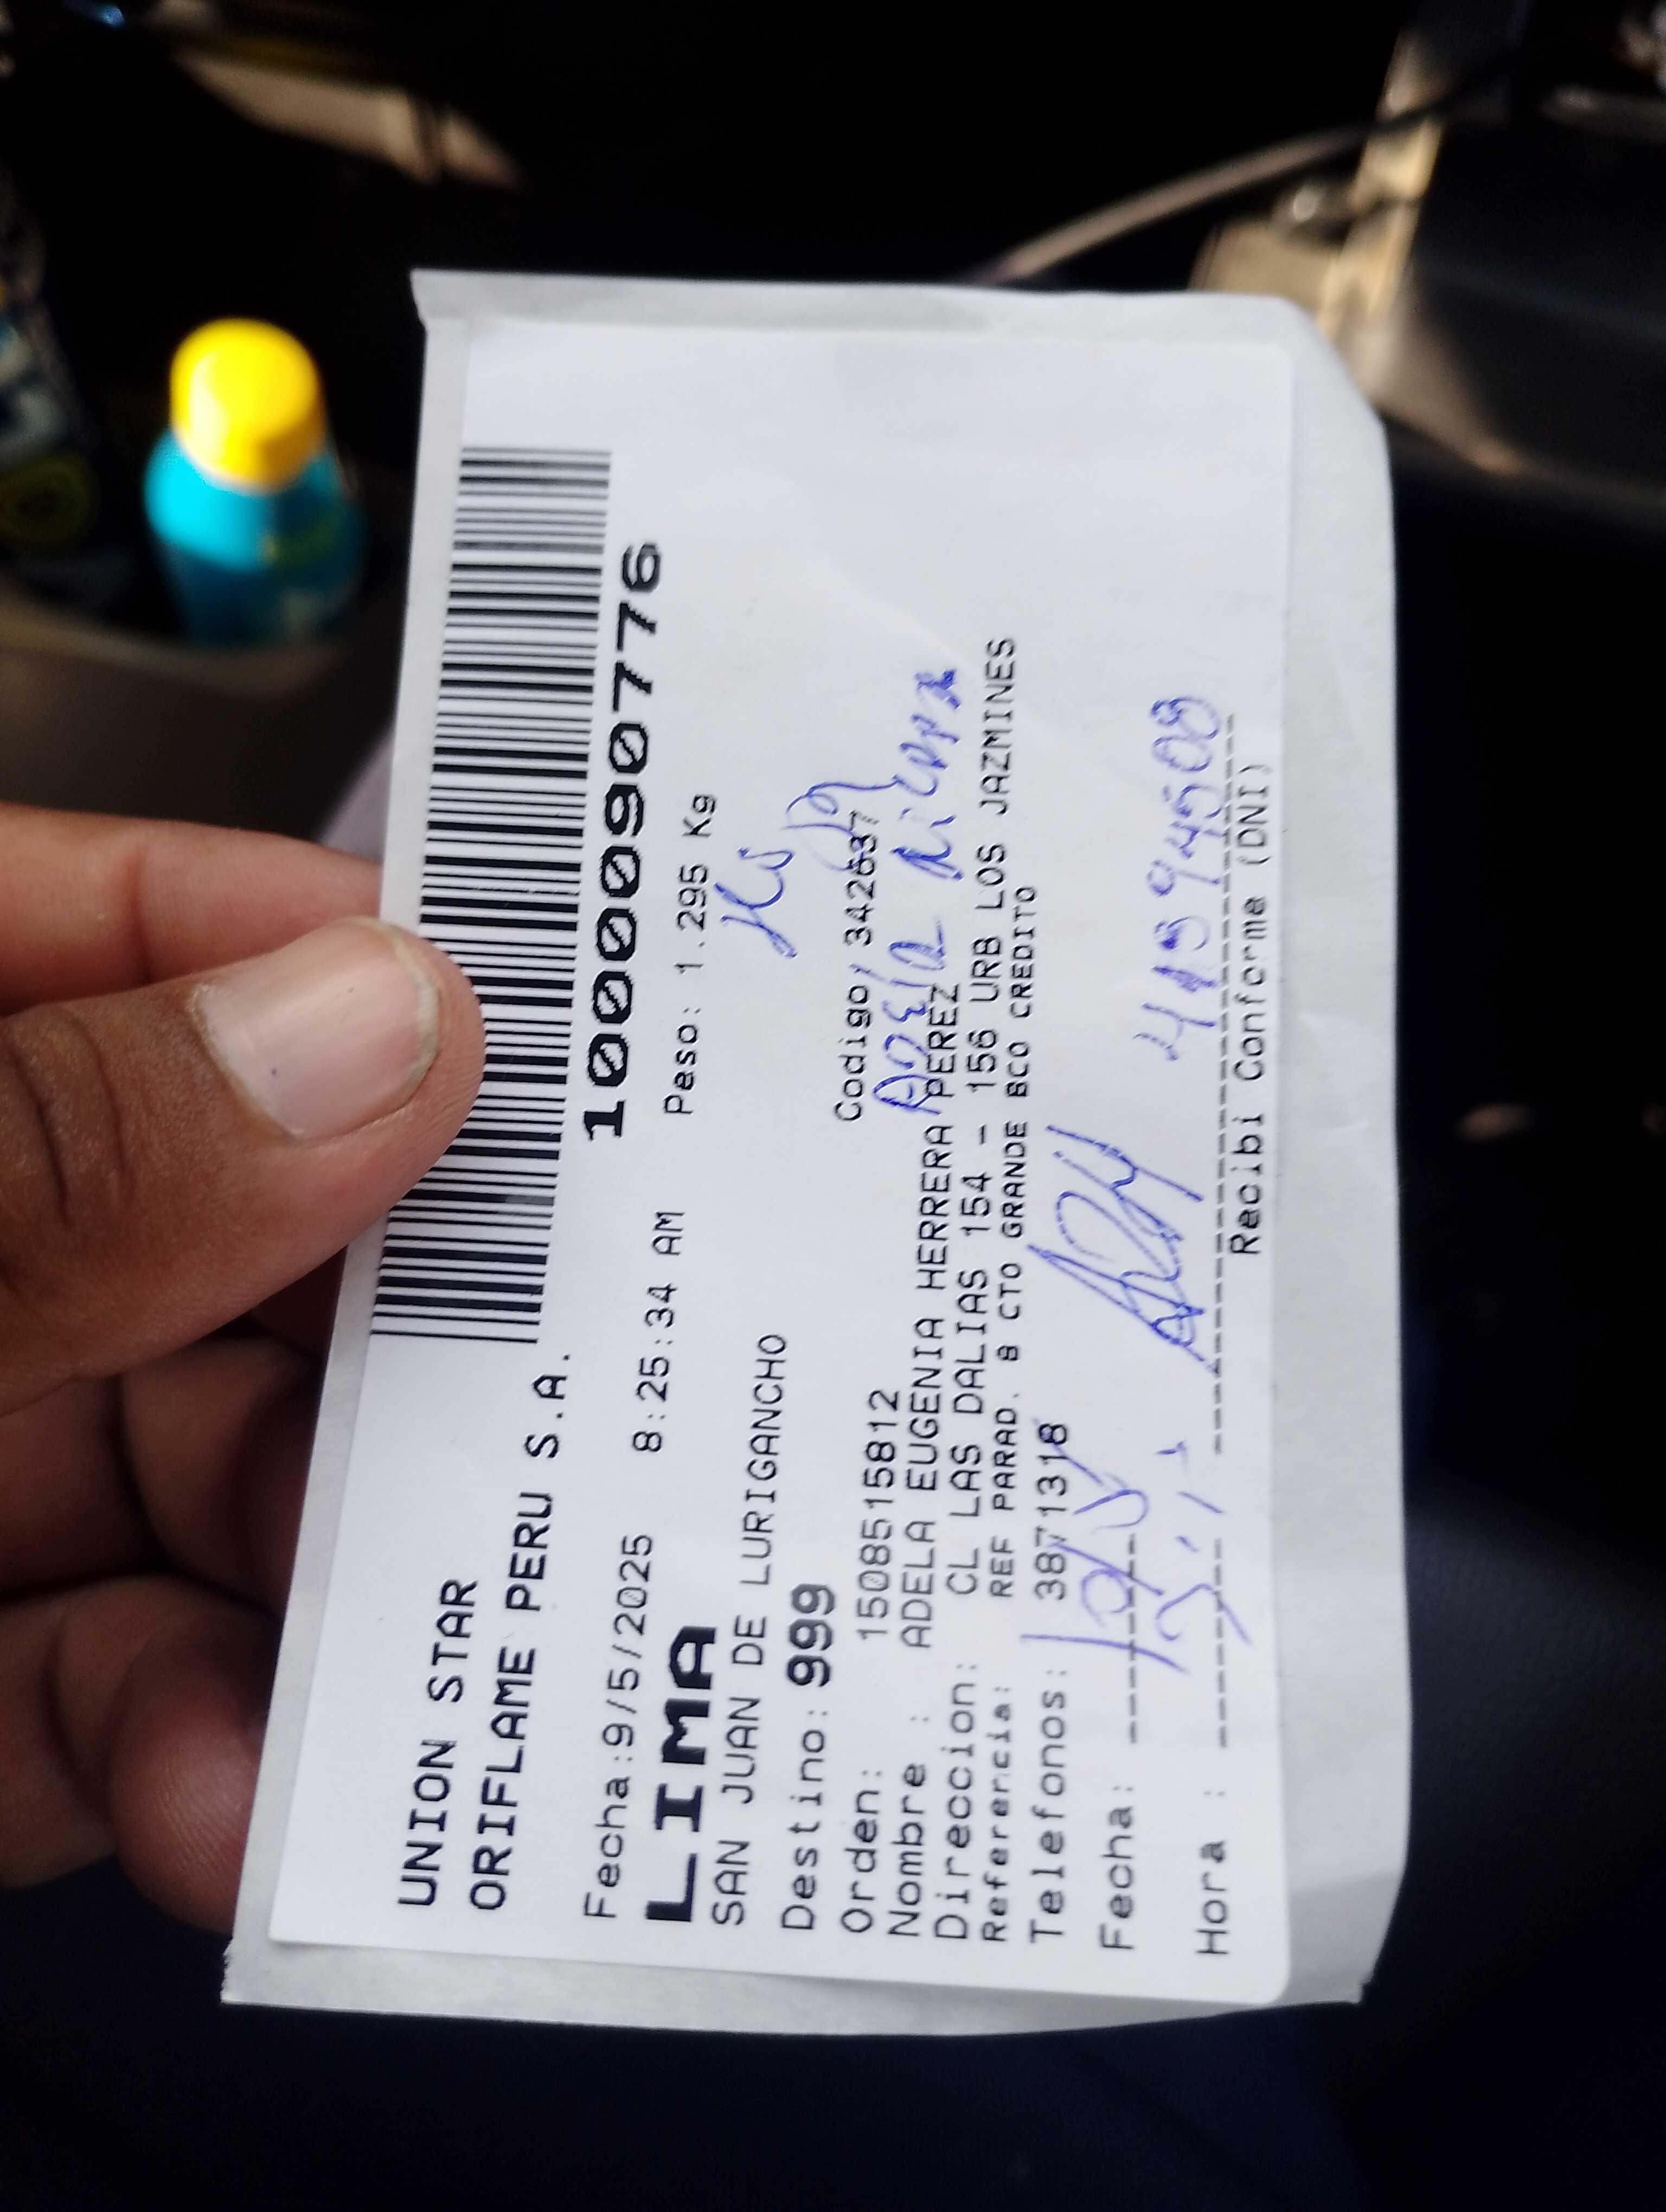 UNION STAR
ORIFLAME PERU S.A.
10000907776
Fecha:9/5/2025 8:25:34 AM Peso: 1.295 Kg
LIMA
SAN JUAN DE LURIGANCHO
Destino: 999
Orden: 1508515812 Codigo/ 342637
Nombre : ADELA EUGENIA HERRERA PEREZ
Direccion: CL LAS DALIAS 154 - 156 URB LOS JAZMINES
Referencia: REF PARAD. 8 CTO GRANDE BCO CREDITO
Telefonos: 3871318
Fecha:
Hora :
Recibi Conforme (DNI)